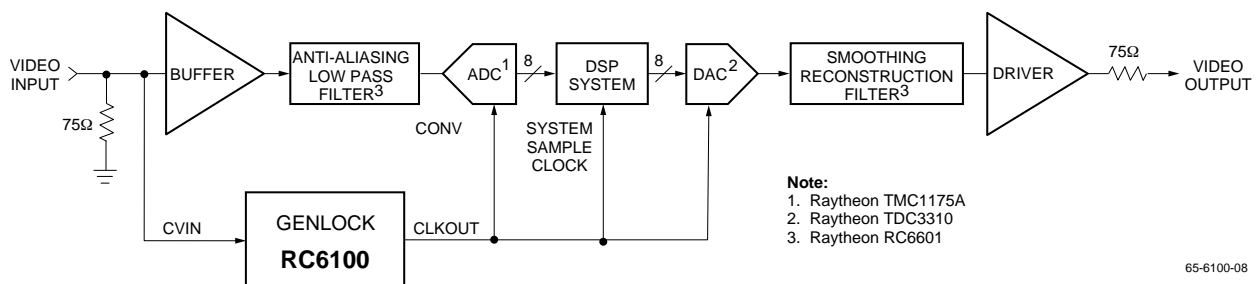 VIDEO
INPUT
75Ω
BUFFER
ANTI-ALIASING
LOW PASS
FILTER3
ADC1
8
DSP
SYSTEM
8
DAC2
SMOOTHING
RECONSTRUCTION
FILTER3
DRIVER
75Ω
VIDEO
OUTPUT
CONV
SYSTEM
SAMPLE
CLOCK
CVIN
GENLOCK
RC6100
CLKOUT
Note:
1. Raytheon TMC1175A
2. Raytheon TDC3310
3. Raytheon RC6601
65-6100-08